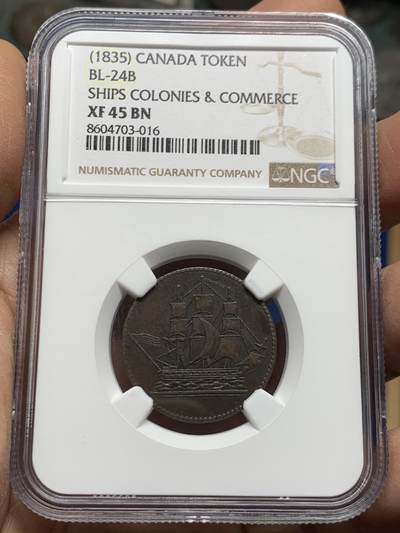 (1835) CANADA TOKEN
BL-24B
SHIPS COLONIES & COMMERCE
XF 45 BN
8604703-016
NUMISMATIC GUARANTY COMPANY NGC